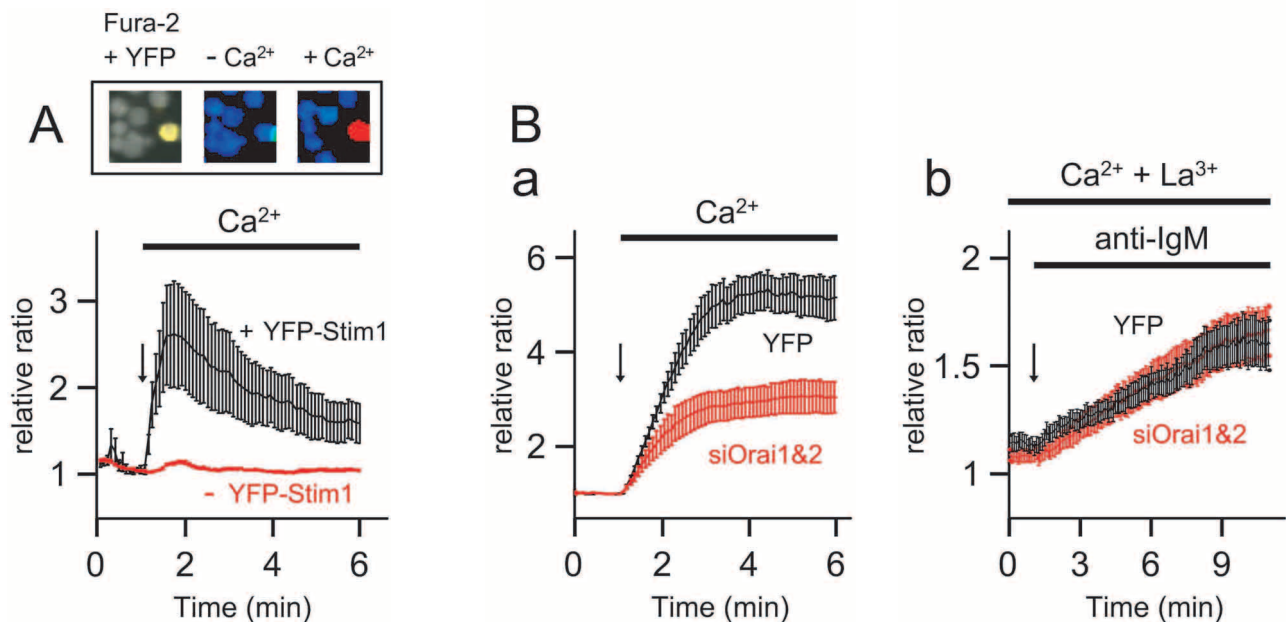 Fura-2
+ YFP
- Ca²⁺
+ Ca²⁺
A
Ca²⁺
3
2
1
relative ratio
+ YFP-Stim1
- YFP-Stim1
0 2 4 6
Time (min)
B
a
Ca²⁺
6
4
2
relative ratio
YFP
siOrai1&2
0 2 4 6
Time (min)
b
Ca²⁺ + La³⁺
anti-IgM
2
1.5
1
relative ratio
YFP
siOrai1&2
0 3 6 9
Time (min)